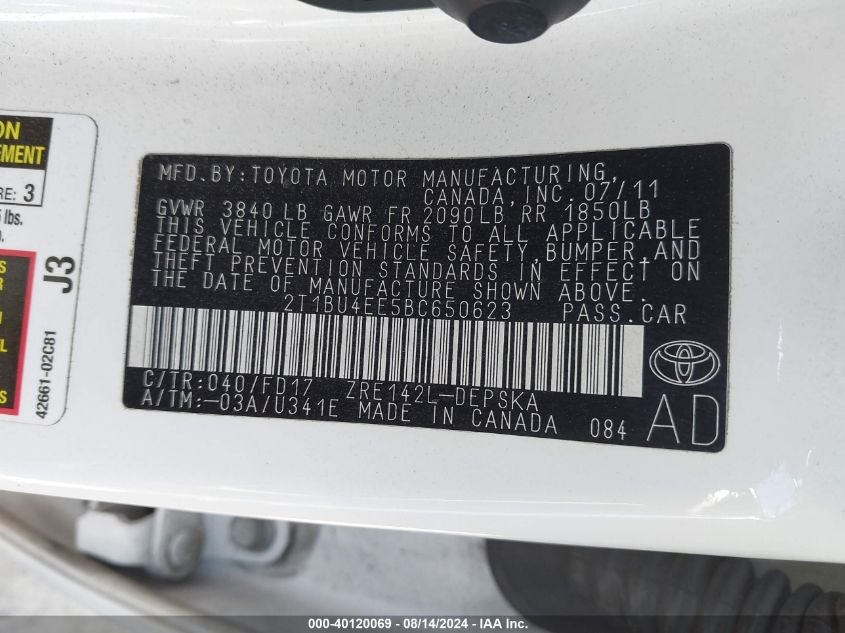 ON
EMENT
RE: 3
lbs.
J3
42661-02C81
MFD.BY:TOYOTA MOTOR MANUFACTURING,
CANADA,INC. 07/11
GVWR 3840 LB GAWR FR 2090LB RR 1850LB
THIS VEHICLE CONFORMS TO ALL APPLICABLE
FEDERAL MOTOR VEHICLE SAFETY,BUMPER,AND
THEFT PREVENTION STANDARDS IN EFFECT ON
THE DATE OF MANUFACTURE SHOWN ABOVE.
2T1BU4EE5BC650623 PASS.CAR
C/TR:040/FD17 ZRE142L-DEPSKA
A/TM:-03A/U341E MADE IN CANADA 084
AD
000-40120069 - 08/14/2024 - IAA Inc.